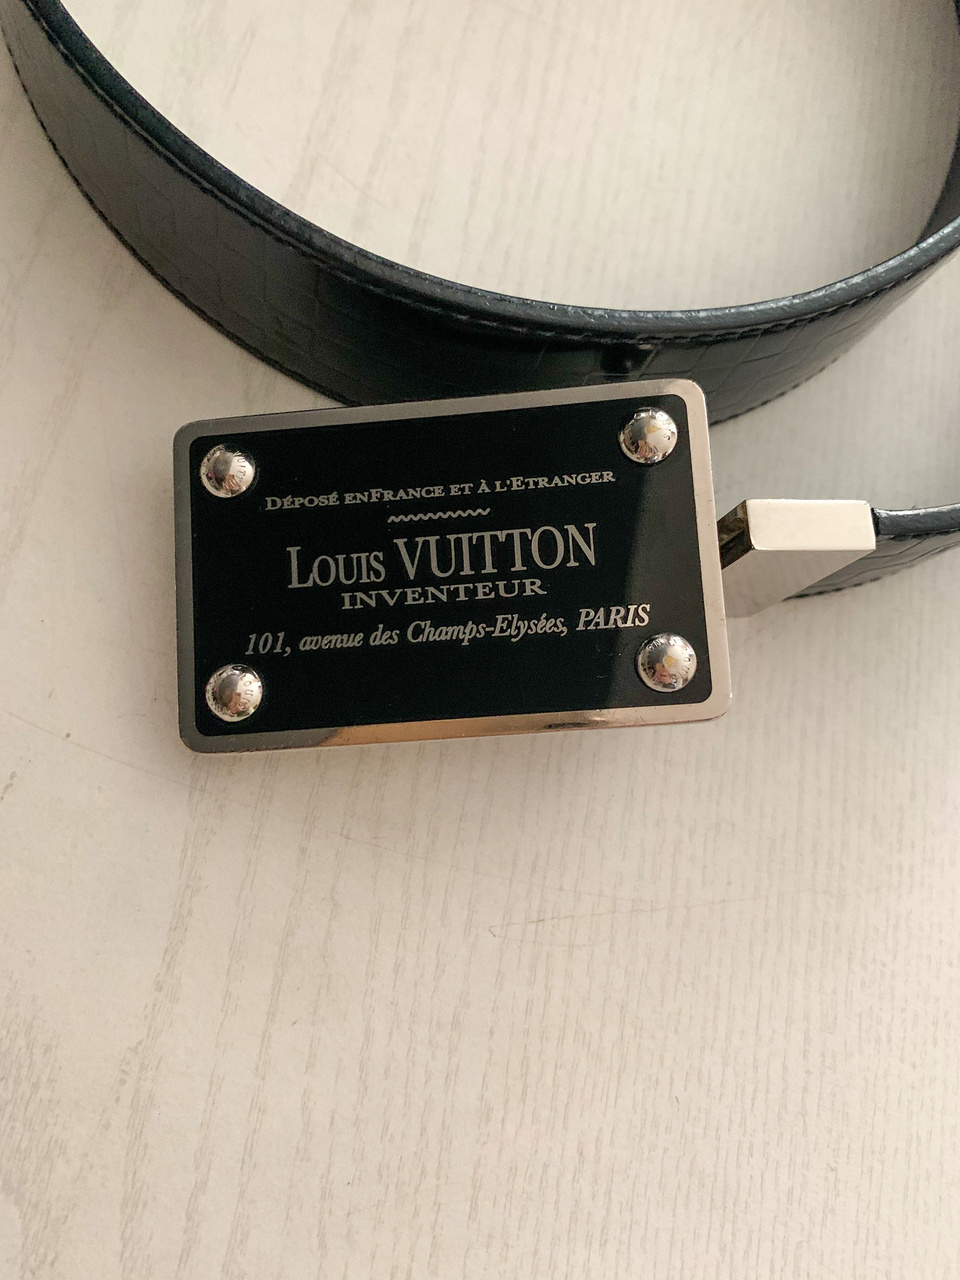 DÉPOSÉ ENFRANCE ET À L'ETRANGER
LOUIS VUITTON
INVENTEUR
101, avenue des Champs-Elysées, PARIS